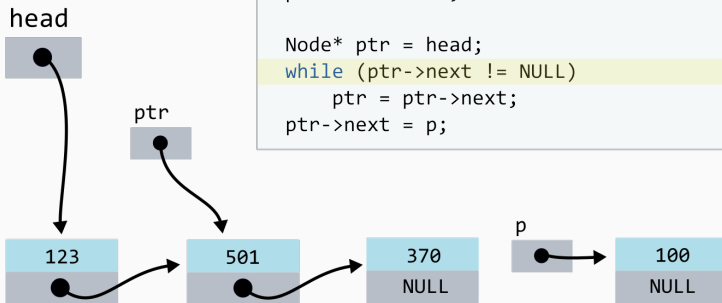 head
Node* ptr = head;
while (ptr->next != NULL)
ptr = ptr->next;
ptr->next = p;
ptr
p
123
501
370
100
NULL
NULL